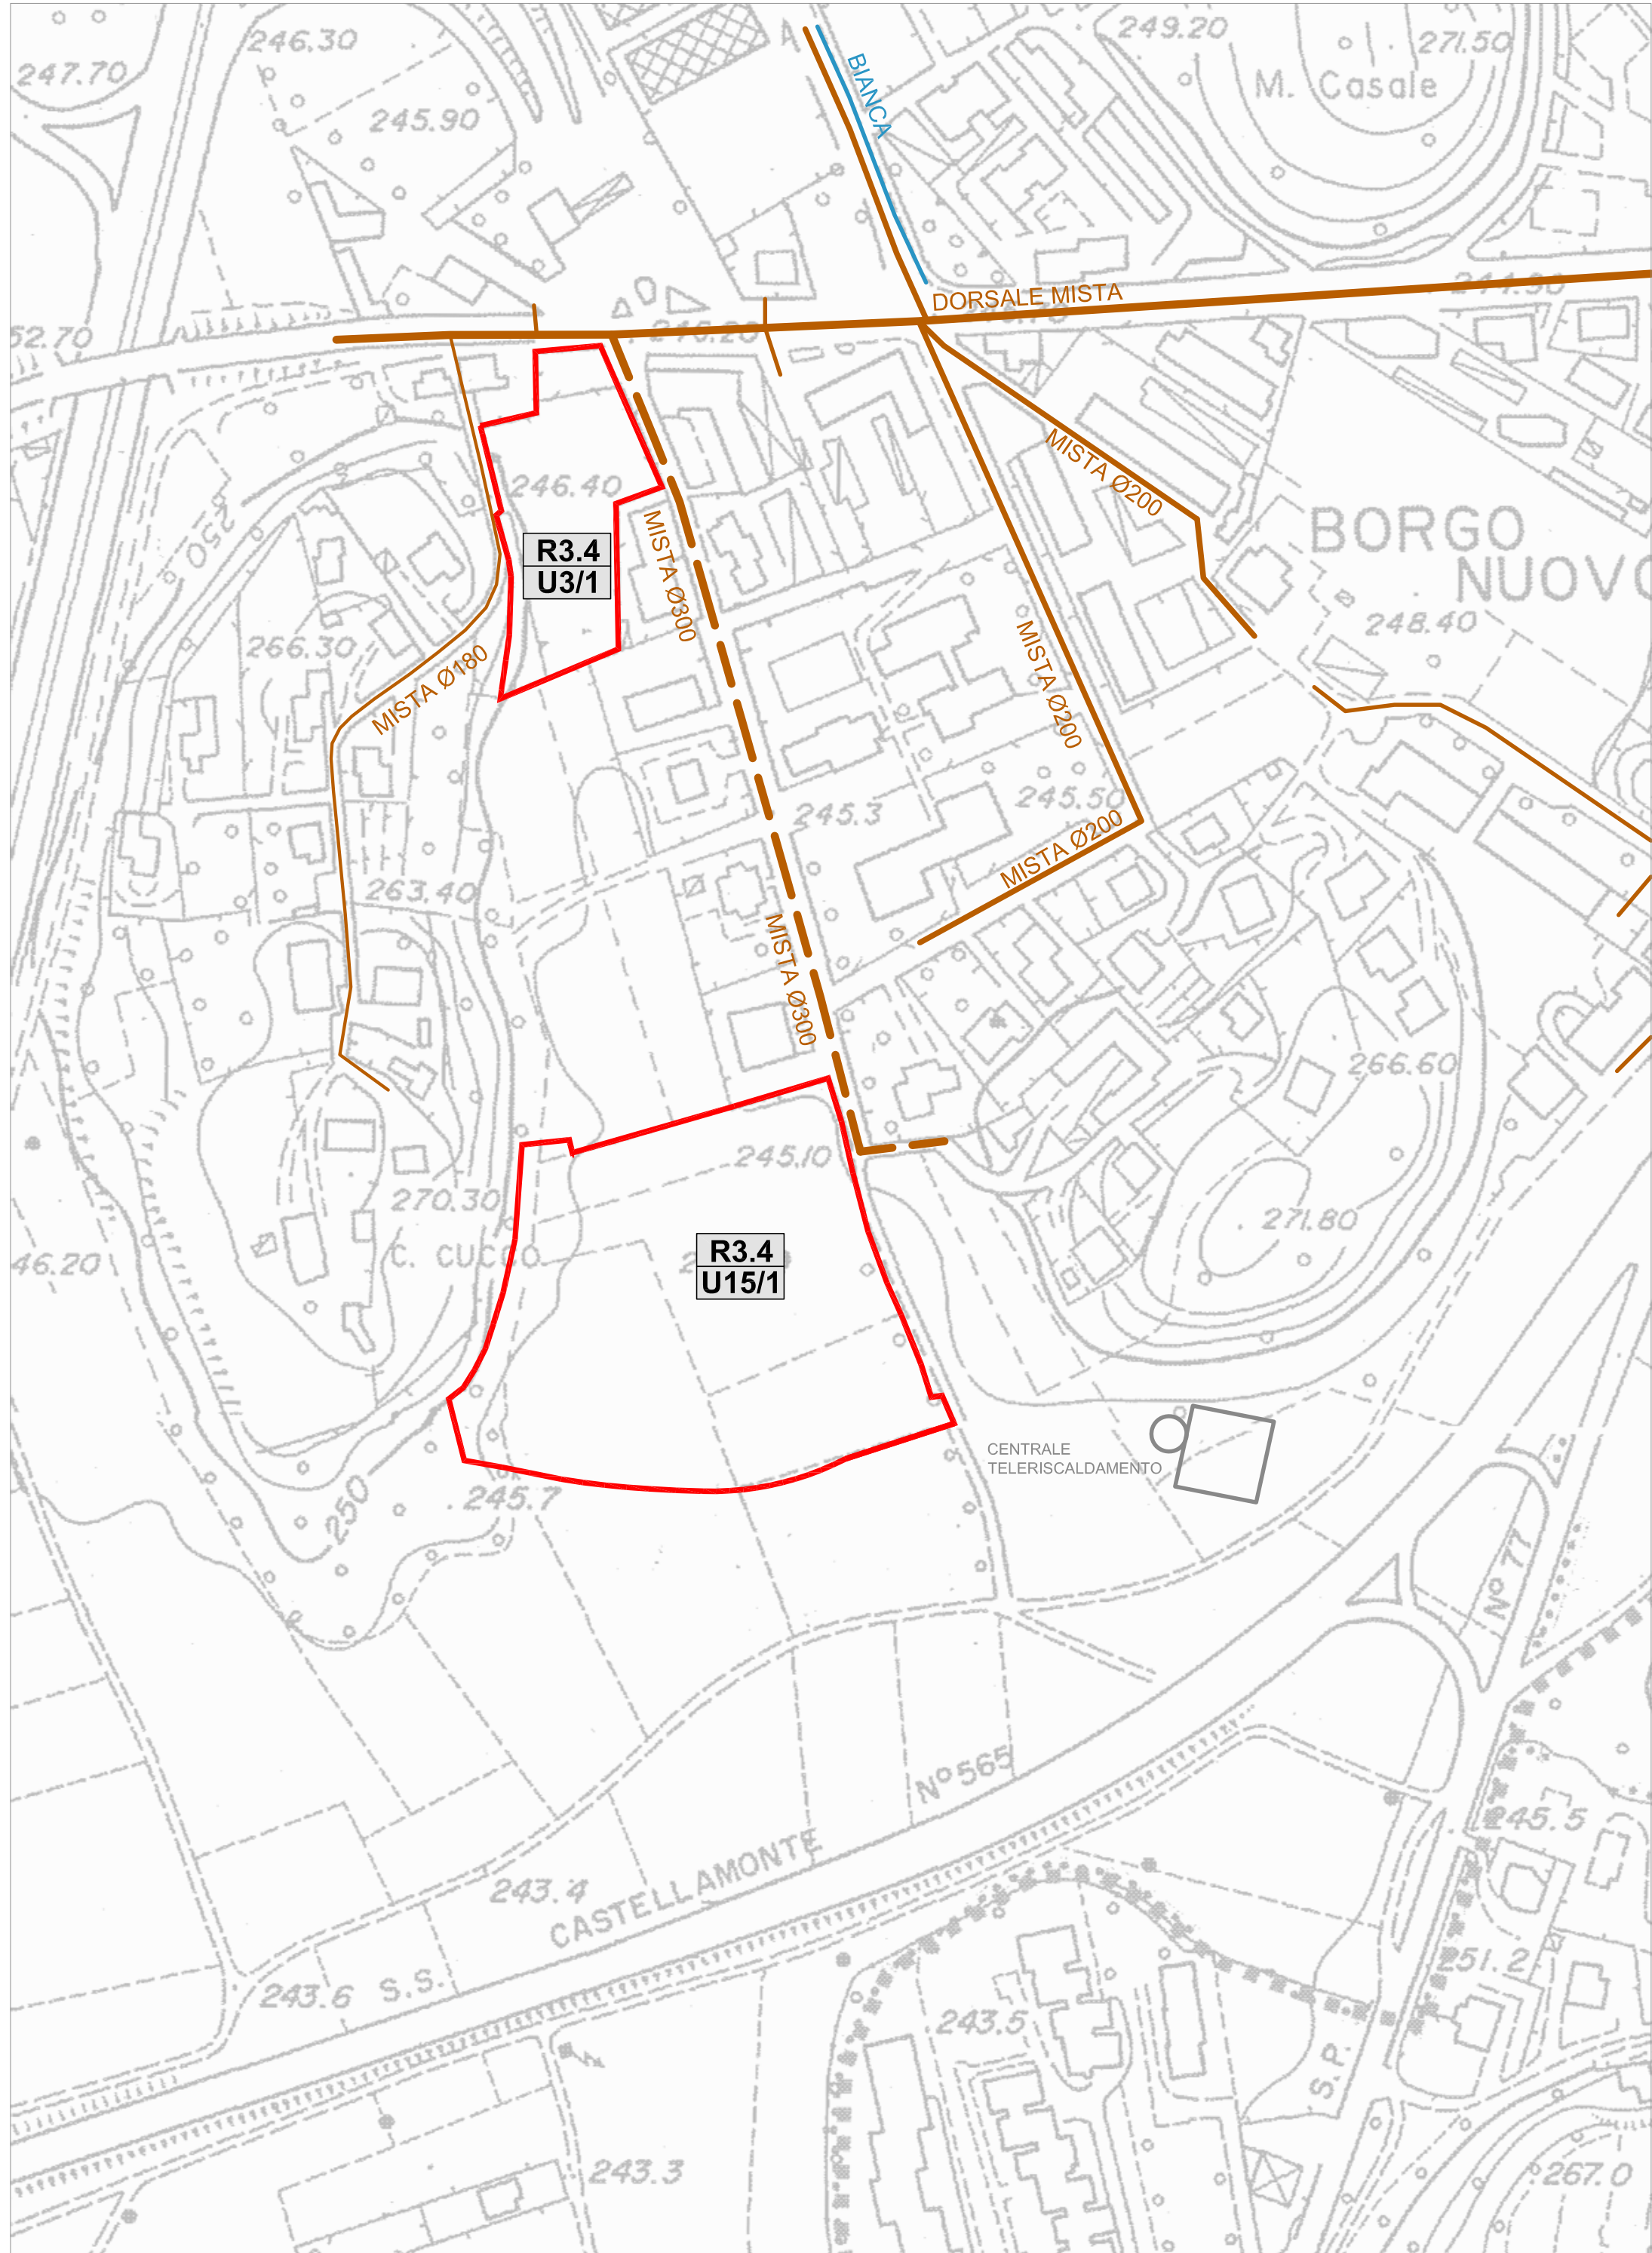 246.30
249.20
271.50
247.70
M. Casale
245.90
BIANCA
DORSALE MISTA
52.70
246.40
MISTA Ø200
BORGO
NUOVO
R3.4
U3/1
MISTA Ø300
250
248.40
266.30
MISTA Ø180
MISTA Ø200
245.50
245.3
MISTA Ø200
263.40
MISTA Ø300
266.60
245.10
270.30
271.80
C. CUCCO
46.20
R3.4
U15/1
CENTRALE
TELERISCALDAMENTO
245.7
250
Nº 77
Nº 565
245.5
CASTELLAMONTE
243.4
251.2
243.6 S.S.
243.5
S.P.
243.3
267.0